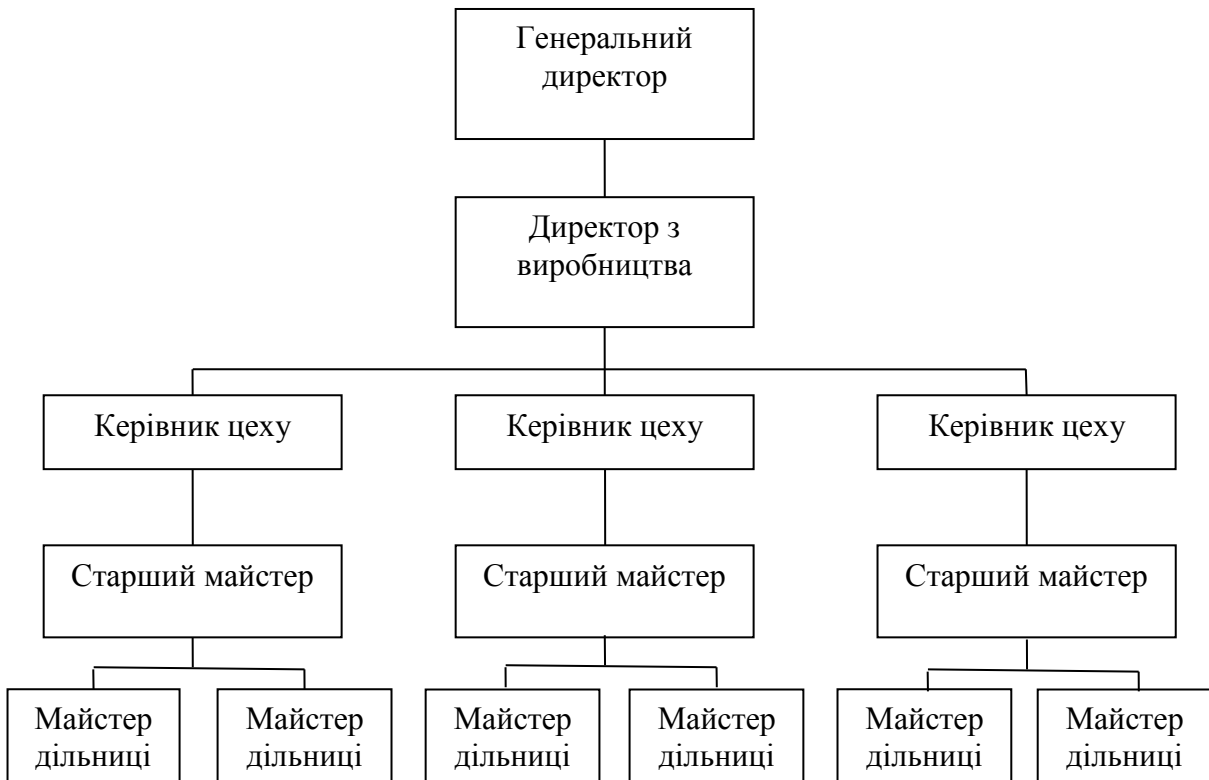 Генеральний
директор
Директор з
виробництва
Керівник цеху
Керівник цеху
Керівник цеху
Старший майстер
Старший майстер
Старший майстер
Майстер
дільниці
Майстер
дільниці
Майстер
дільниці
Майстер
дільниці
Майстер
дільниці
Майстер
дільниці